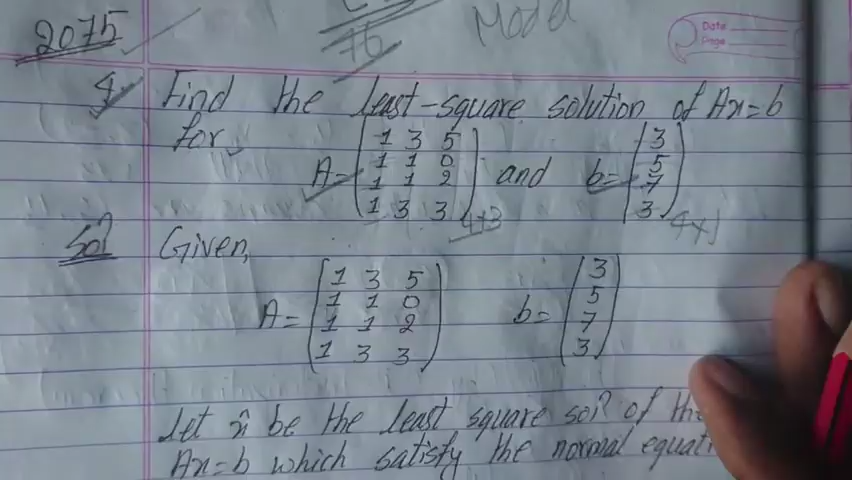 2075
76
Model
Date
Page
4. Find the least-square solution of Ax=b
for
A = (1 3 5
1 1 0
1 1 2
1 3 3) 4×3 and b = (3
5
7
3) 4×1
Sol? Given,
A = (1 3 5
1 1 0
1 1 2
1 3 3) b = (3
5
7
3)
Let x̂ be the least square soln of
Ax=b which satisfy the normal